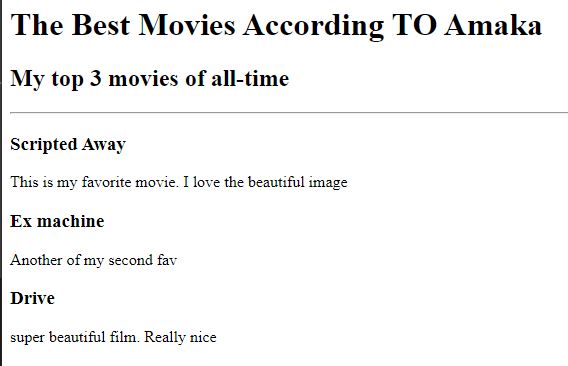 The Best Movies According TO Amaka
My top 3 movies of all-time
Scripted Away
This is my favorite movie. I love the beautiful image
Ex machine
Another of my second fav
Drive
super beautiful film. Really nice